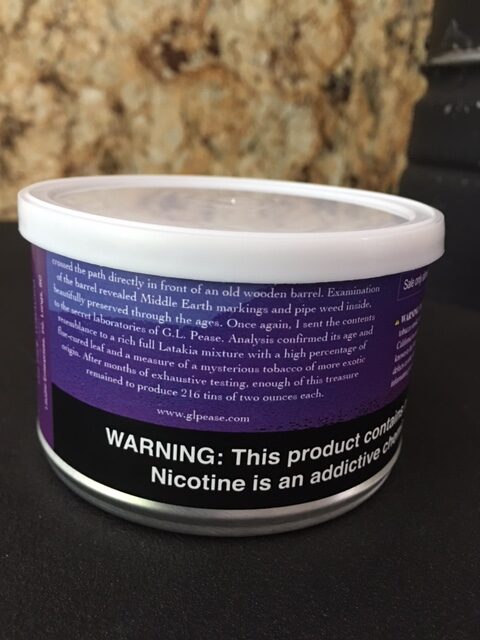 crossed the path directly in front of an old wooden barrel. Examination
of the barrel revealed Middle Earth markings and pipe weed inside,
beautifully preserved through the ages. Once again, I sent the contents
to the secret laboratories of G.L. Pease. Analysis confirmed its age and
resemblance to a rich full Latakia mixture with a high percentage of
flue-cured leaf and a measure of a mysterious tobacco of more exotic
origin. After months of exhaustive testing, enough of this treasure
remained to produce 216 tins of two ounces each.
www.glpease.com
WARNING: This product contains
Nicotine is an addictive che
Sale only
WARNING